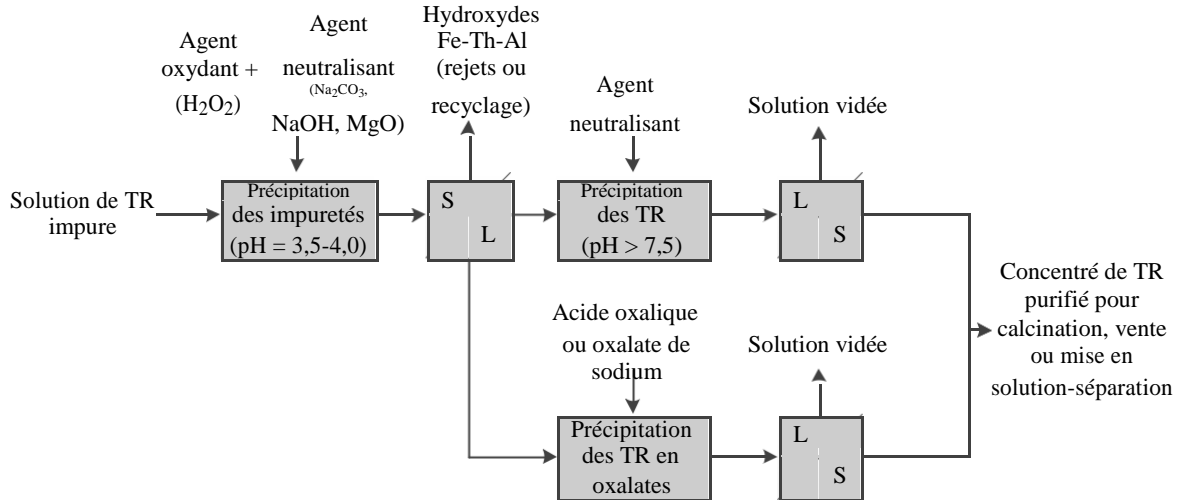 Agent
oxydant +
(H₂O₂)
Agent
neutralisant
(Na₂CO₃,
NaOH, MgO)
Hydroxydes
Fe-Th-Al
(rejets ou
recyclage)
Agent
neutralisant
Solution vidée
Solution de TR
impure
Précipitation
des impuretés
(pH = 3,5-4,0)
S
L
Précipitation
des TR
(pH > 7,5)
L
S
Concentré de TR
purifié pour
calcination, vente
ou mise en
solution-séparation
Acide oxalique
ou oxalate de
sodium
Solution vidée
Précipitation
des TR en
oxalates
L
S